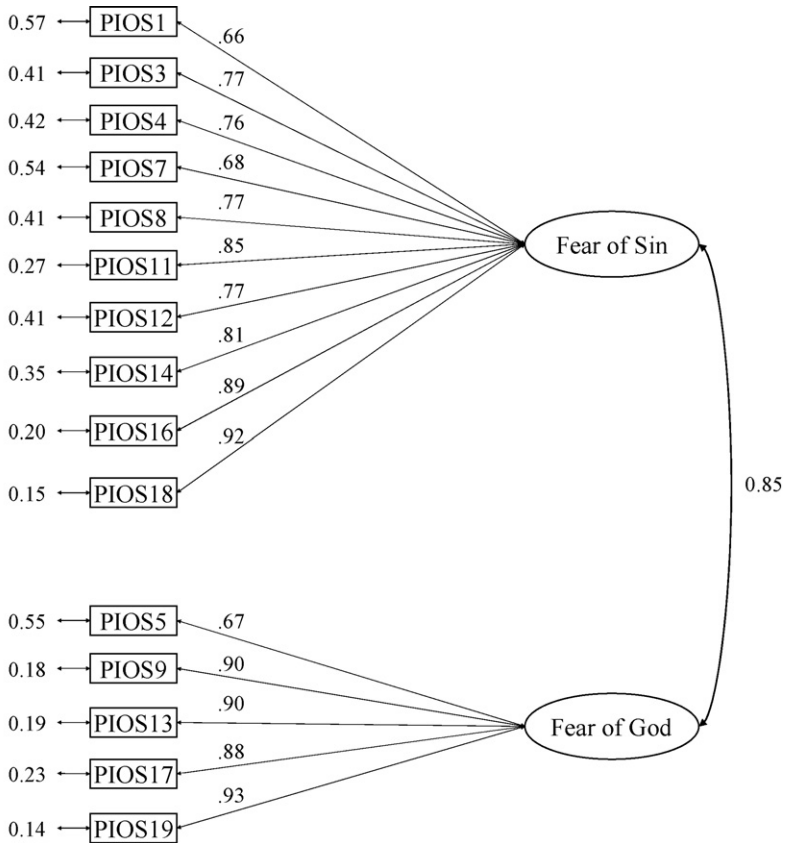 0.57 PIOS1 .66
0.41 PIOS3 .77
0.42 PIOS4 .76
0.54 PIOS7 .68
0.41 PIOS8 .77
Fear of Sin
0.27 PIOS11 .85
0.41 PIOS12 .77
0.35 PIOS14 .81
0.20 PIOS16 .89
0.15 PIOS18 .92
0.85
0.55 PIOS5 .67
0.18 PIOS9 .90
0.19 PIOS13 .90
Fear of God
0.23 PIOS17 .88
0.14 PIOS19 .93